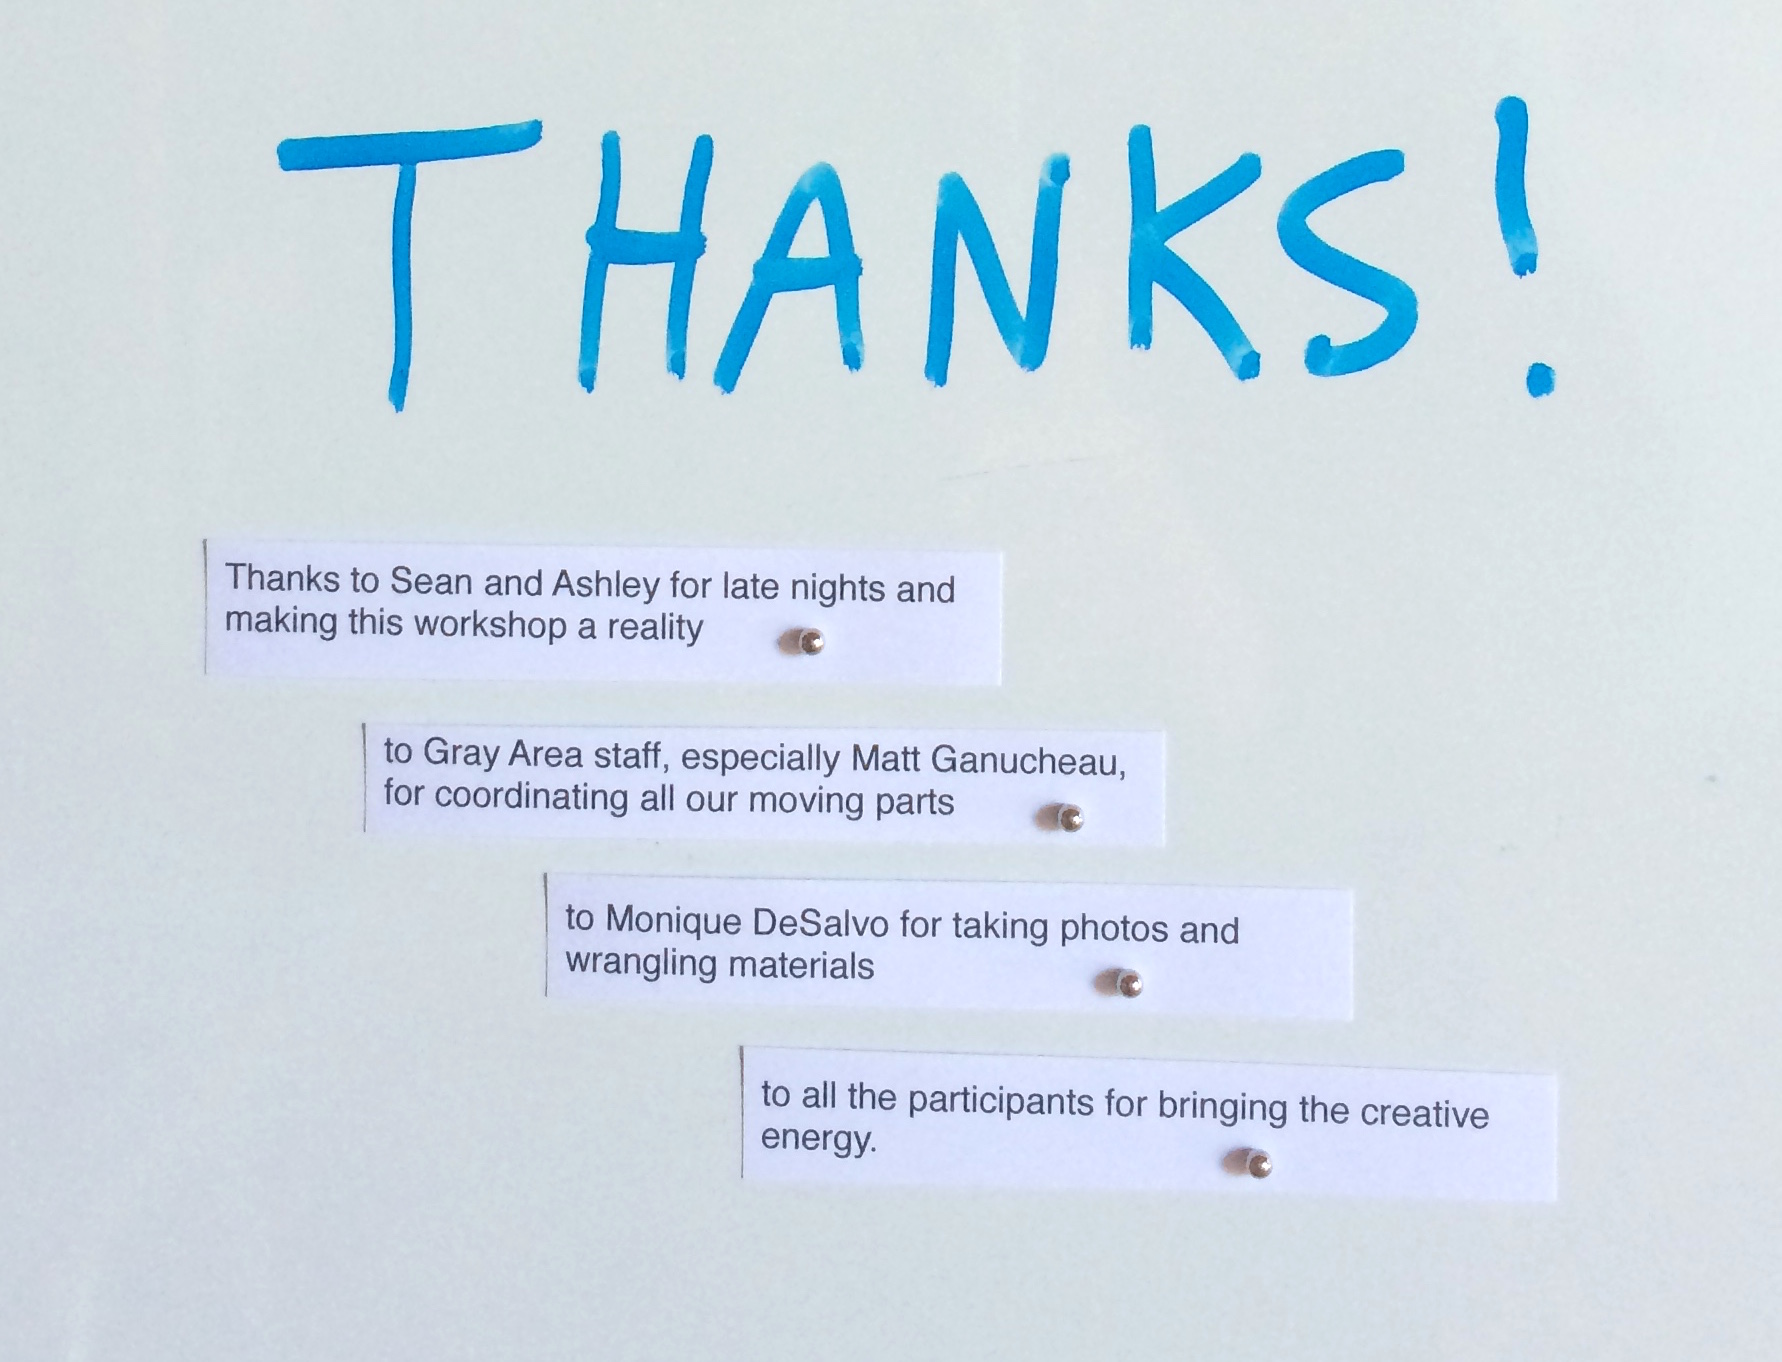 THANKS!
Thanks to Sean and Ashley for late nights and
making this workshop a reality
to Gray Area staff, especially Matt Ganucheau,
for coordinating all our moving parts
to Monique DeSalvo for taking photos and
wrangling materials
to all the participants for bringing the creative
energy.